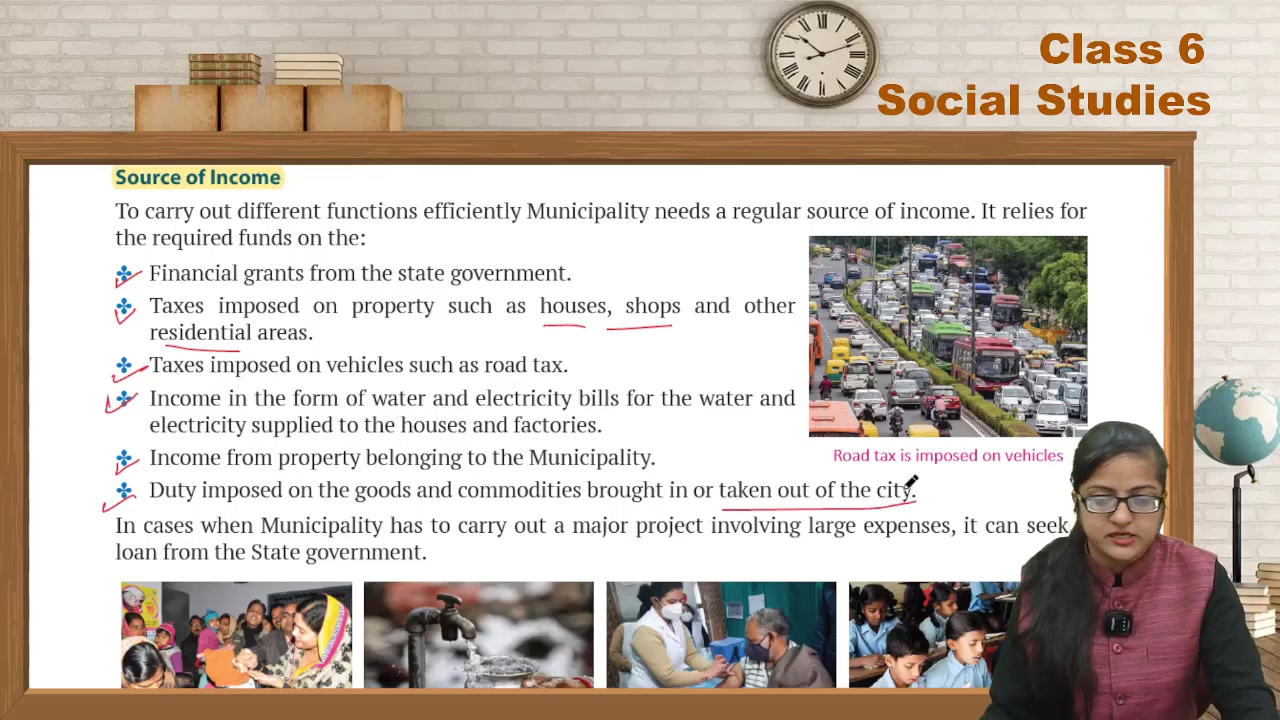 Class 6
Social Studies
Source of Income
To carry out different functions efficiently Municipality needs a regular source of income. It relies for
the required funds on the:
Financial grants from the state government.
Taxes imposed on property such as houses, shops and other
residential areas.
Taxes imposed on vehicles such as road tax.
Income in the form of water and electricity bills for the water and
electricity supplied to the houses and factories.
Income from property belonging to the Municipality.
Duty imposed on the goods and commodities brought in or taken out of the city.
Road tax is imposed on vehicles
In cases when Municipality has to carry out a major project involving large expenses, it can seek
loan from the State government.